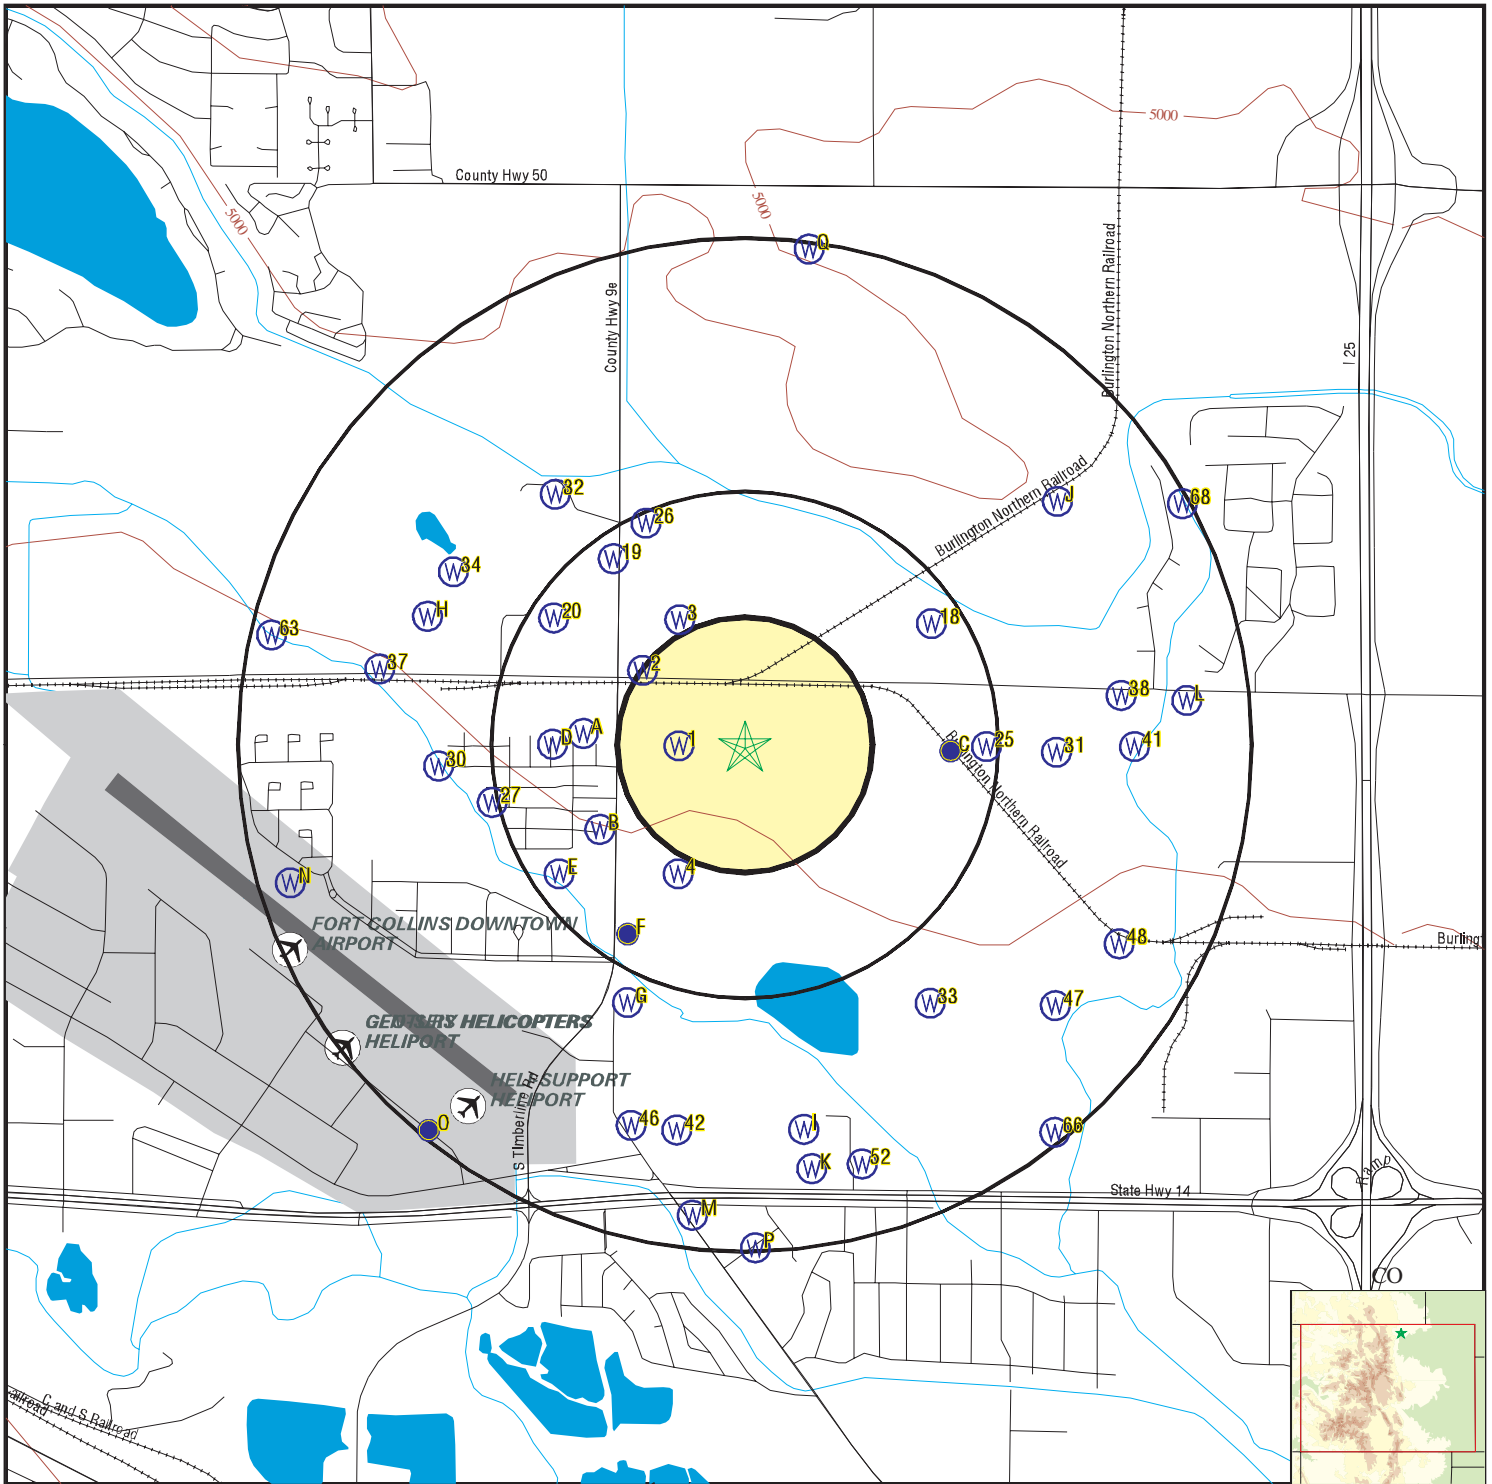 5000
County Hwy 50
5000
5000
Burlington Northern Railroad
W Q
County Hwy 9e
I 25
Burlington Northern Railroad
W 32
W 26
W J
W 68
W 19
W 34
W H
W 20
W 3
W 18
W 63
W 37
W 2
W 38
W L
W A
W D
W 1
C
W 25
W 31
W 41
W 30
Burlington Northern Railroad
W 27
W B
W E
W 4
W N
FORT COLLINS DOWNTOWN
AIRPORT
F
W 48
Burling
W G
W 33
W 47
HELICOPTERS
HELIPORT
HELI SUPPORT
HELIPORT
S TImberline Rd
O
W 46
W 42
W I
W 66
W K
W 52
Ramp
State Hwy 14
W M
W P
CO
ailroad
C and S Railroad